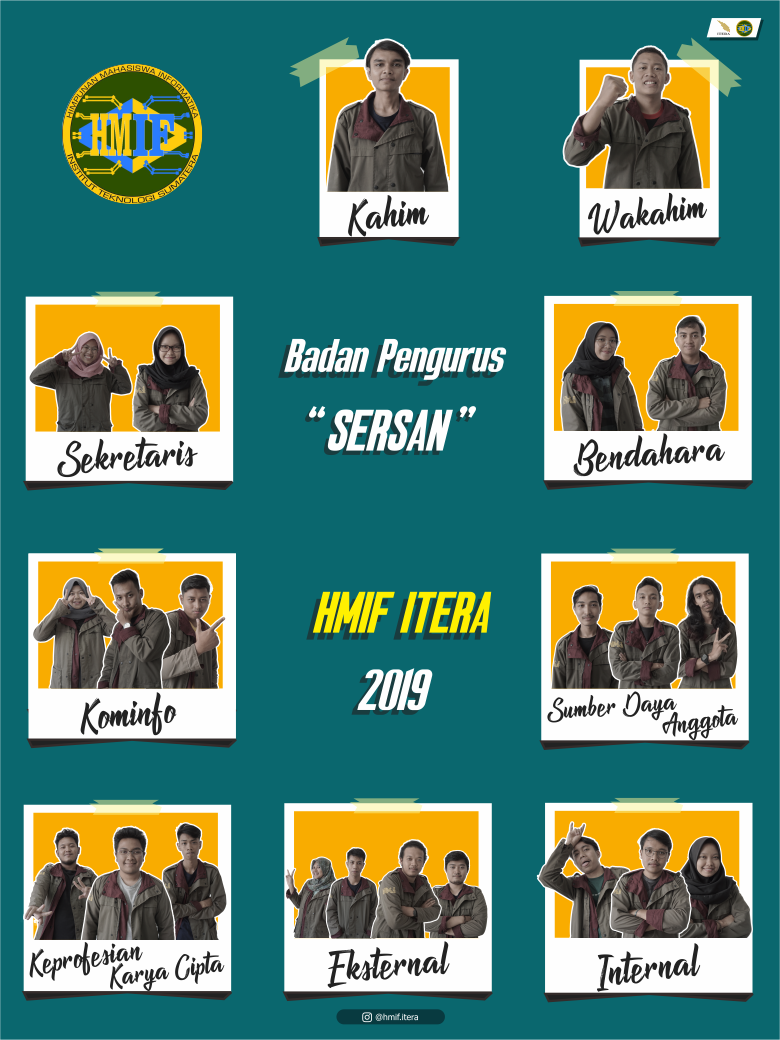 ITERA
HIMPUNAN MAHASISWA INFORMATIKA
HMIF
INSTITUT TEKNOLOGI SUMATERA
Kahim
Wakahim
Sekretaris
Badan Pengurus
“ SERSAN ”
Bendahara
Kominfo
HMIF ITERA
2019
Sumber Daya
Anggota
Keprofesian
Karya Cipta
Eksternal
Internal
@hmif.itera